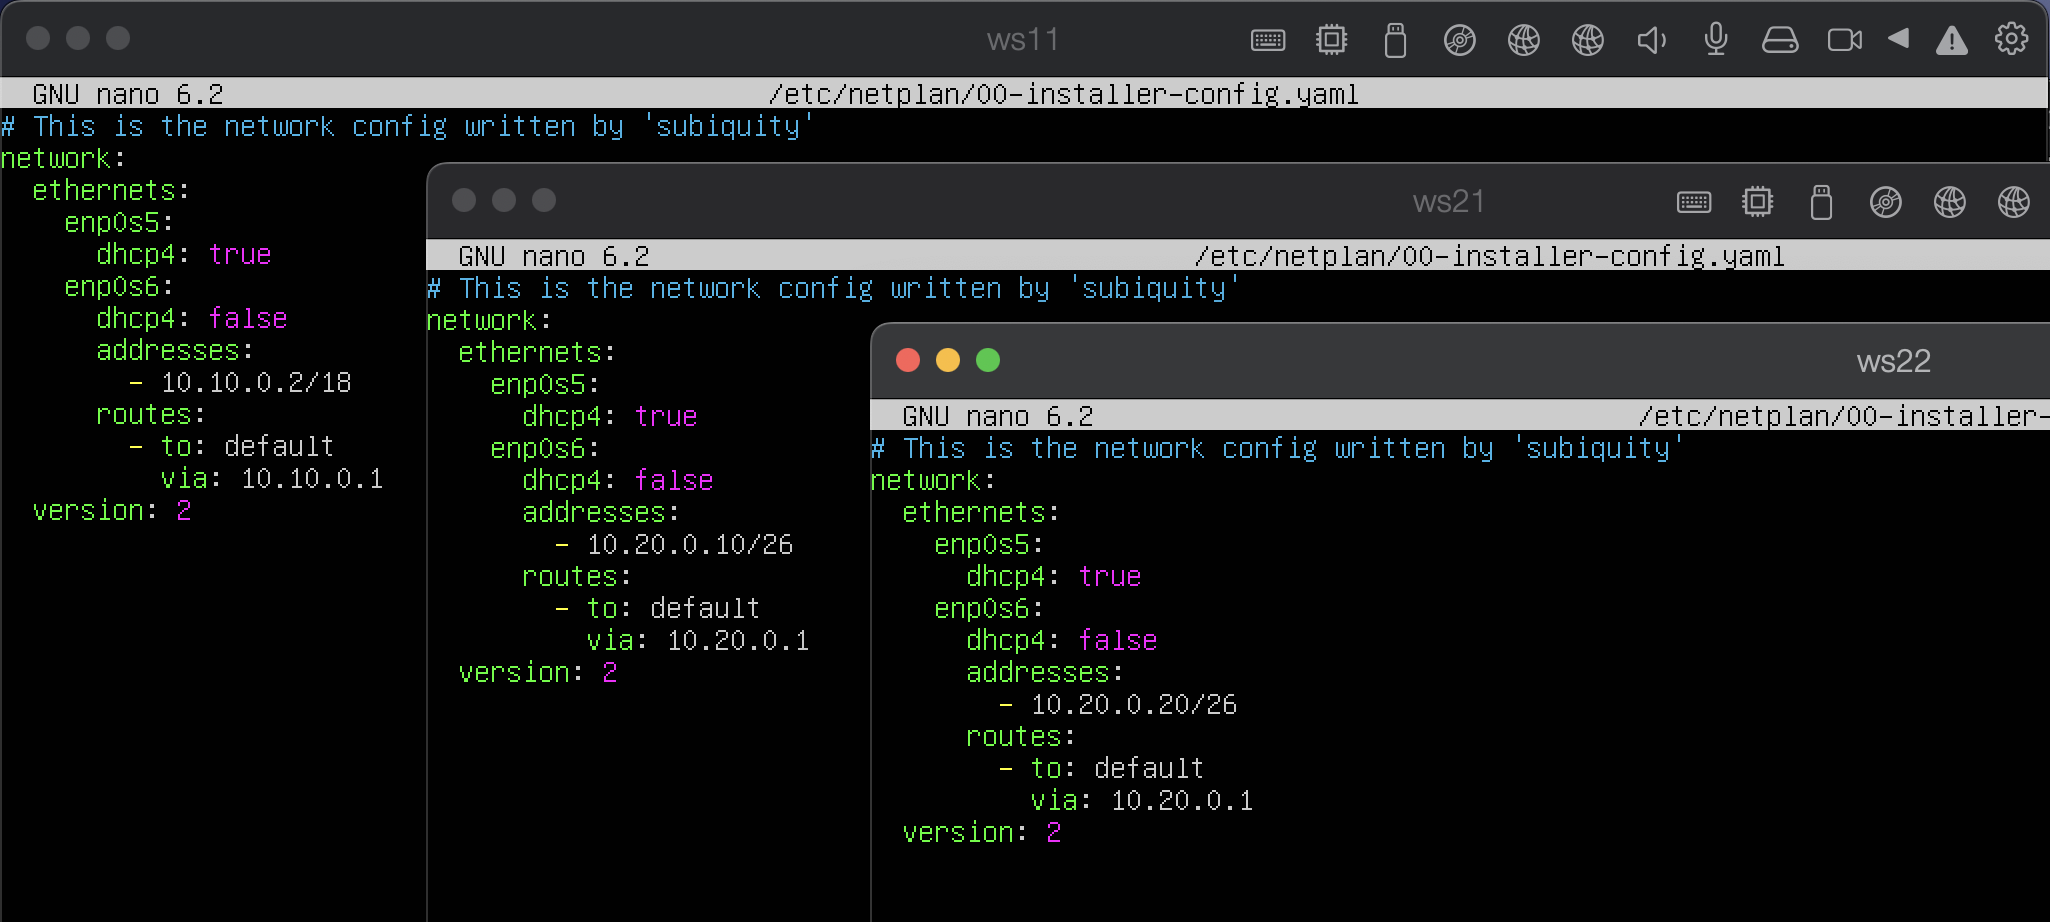 ws11
GNU nano 6.2 /etc/netplan/00-installer-config.yaml
# This is the network config written by 'subiquity'
network:
  ethernets:
    enp0s5:
      dhcp4: true
    enp0s6:
      dhcp4: false
      addresses:
        - 10.10.0.2/18
      routes:
        - to: default
          via: 10.10.0.1
  version: 2
ws21
GNU nano 6.2 /etc/netplan/00-installer-config.yaml
# This is the network config written by 'subiquity'
network:
  ethernets:
    enp0s5:
      dhcp4: true
    enp0s6:
      dhcp4: false
      addresses:
        - 10.20.0.10/26
      routes:
        - to: default
          via: 10.20.0.1
  version: 2
ws22
GNU nano 6.2 /etc/netplan/00-installer-
# This is the network config written by 'subiquity'
network:
  ethernets:
    enp0s5:
      dhcp4: true
    enp0s6:
      dhcp4: false
      addresses:
        - 10.20.0.20/26
      routes:
        - to: default
          via: 10.20.0.1
  version: 2